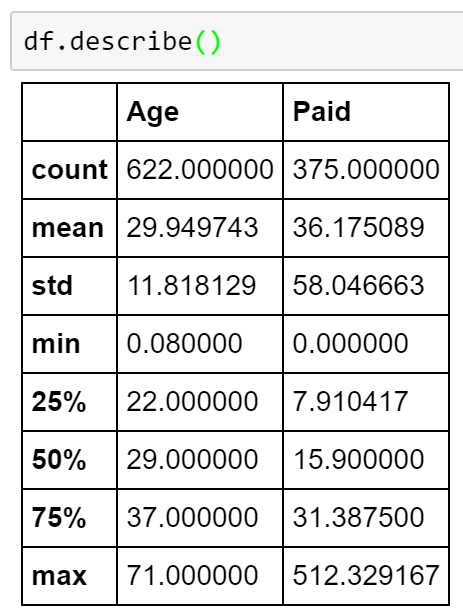 df.describe()
Age Paid
count 622.000000 375.000000
mean 29.949743 36.175089
std 11.818129 58.046663
min 0.080000 0.000000
25% 22.000000 7.910417
50% 29.000000 15.900000
75% 37.000000 31.387500
max 71.000000 512.329167